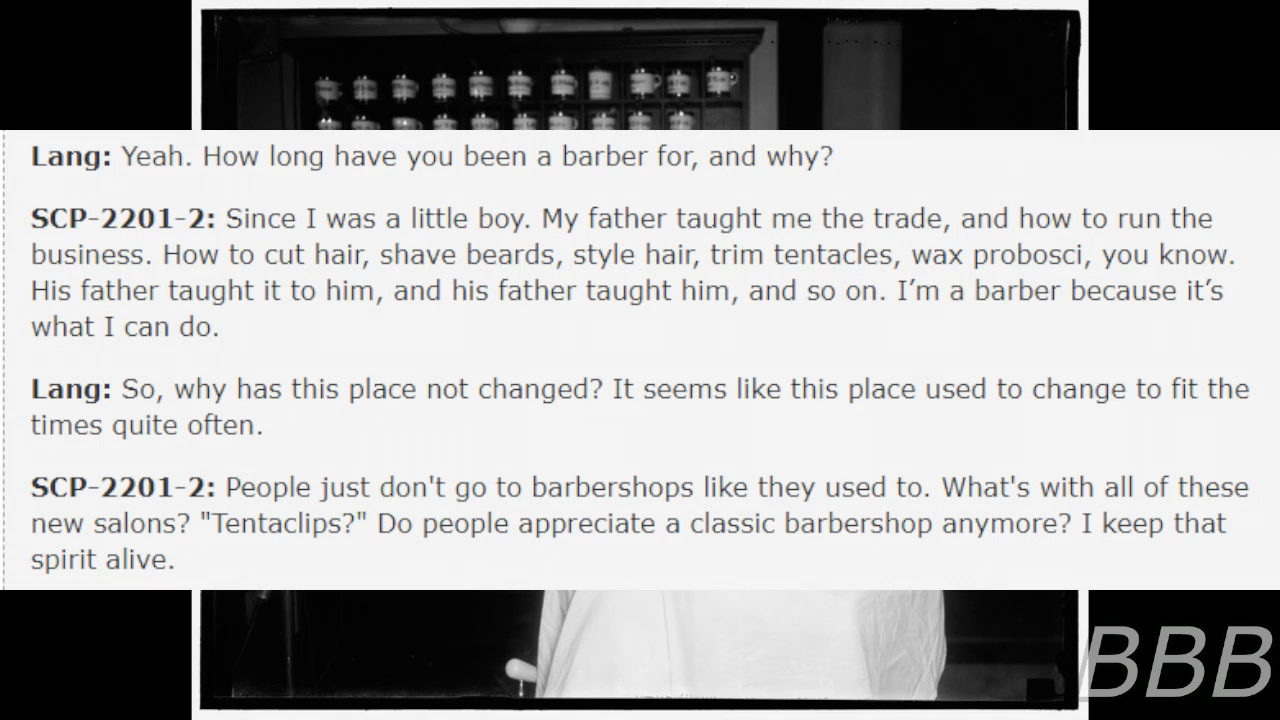 Lang: Yeah. How long have you been a barber for, and why?
SCP-2201-2: Since I was a little boy. My father taught me the trade, and how to run the
business. How to cut hair, shave beards, style hair, trim tentacles, wax probosci, you know.
His father taught it to him, and his father taught him, and so on. I’m a barber because it’s
what I can do.
Lang: So, why has this place not changed? It seems like this place used to change to fit the
times quite often.
SCP-2201-2: People just don't go to barbershops like they used to. What's with all of these
new salons? "Tentaclips?" Do people appreciate a classic barbershop anymore? I keep that
spirit alive.
BBB